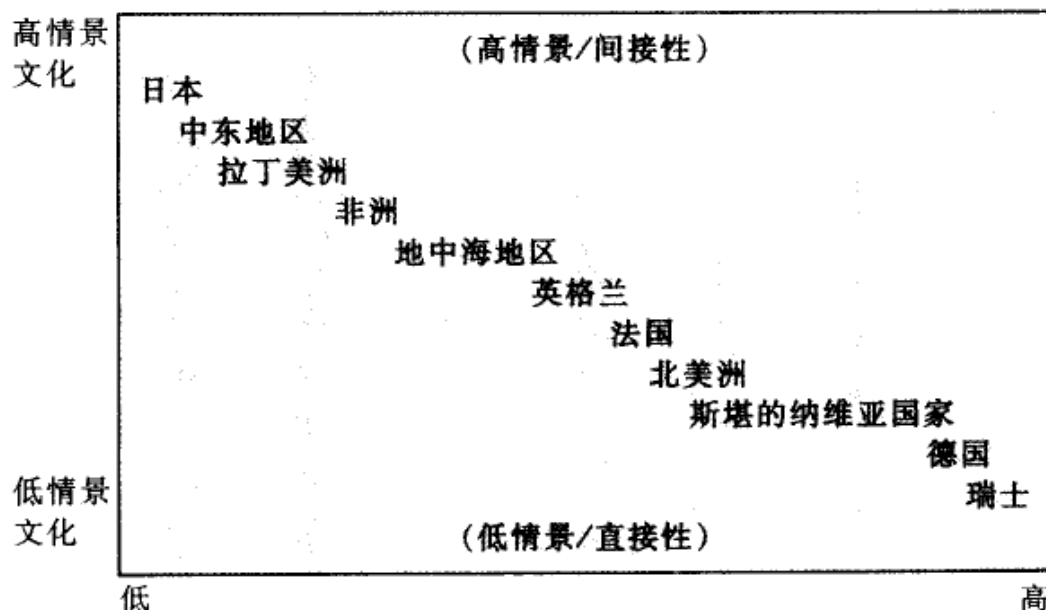 高情景
文化
(高情景/间接性)
日本
中东地区
拉丁美洲
非洲
地中海地区
英格兰
法国
北美洲
斯堪的纳维亚国家
德国
瑞士
低情景
文化
(低情景/直接性)
低
高